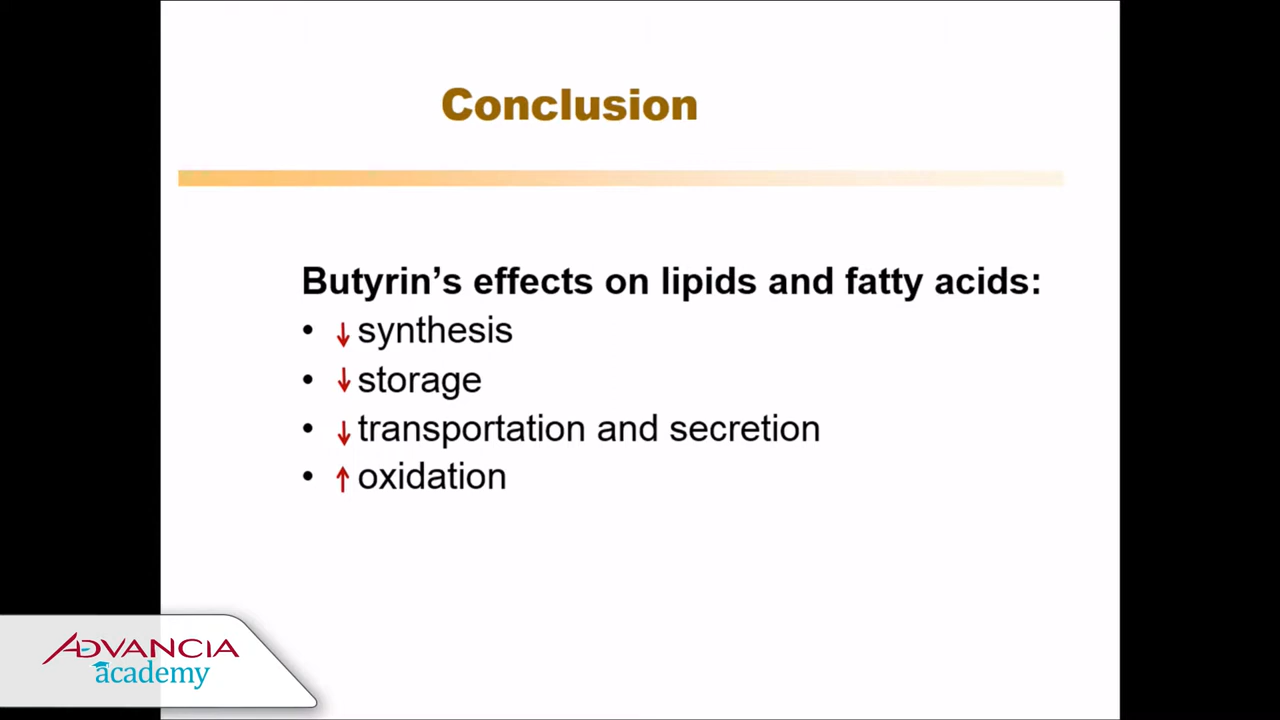 Conclusion
Butyrin’s effects on lipids and fatty acids:
• ↓ synthesis
• ↓ storage
• ↓ transportation and secretion
• ↑ oxidation
ADVANCIA
academy